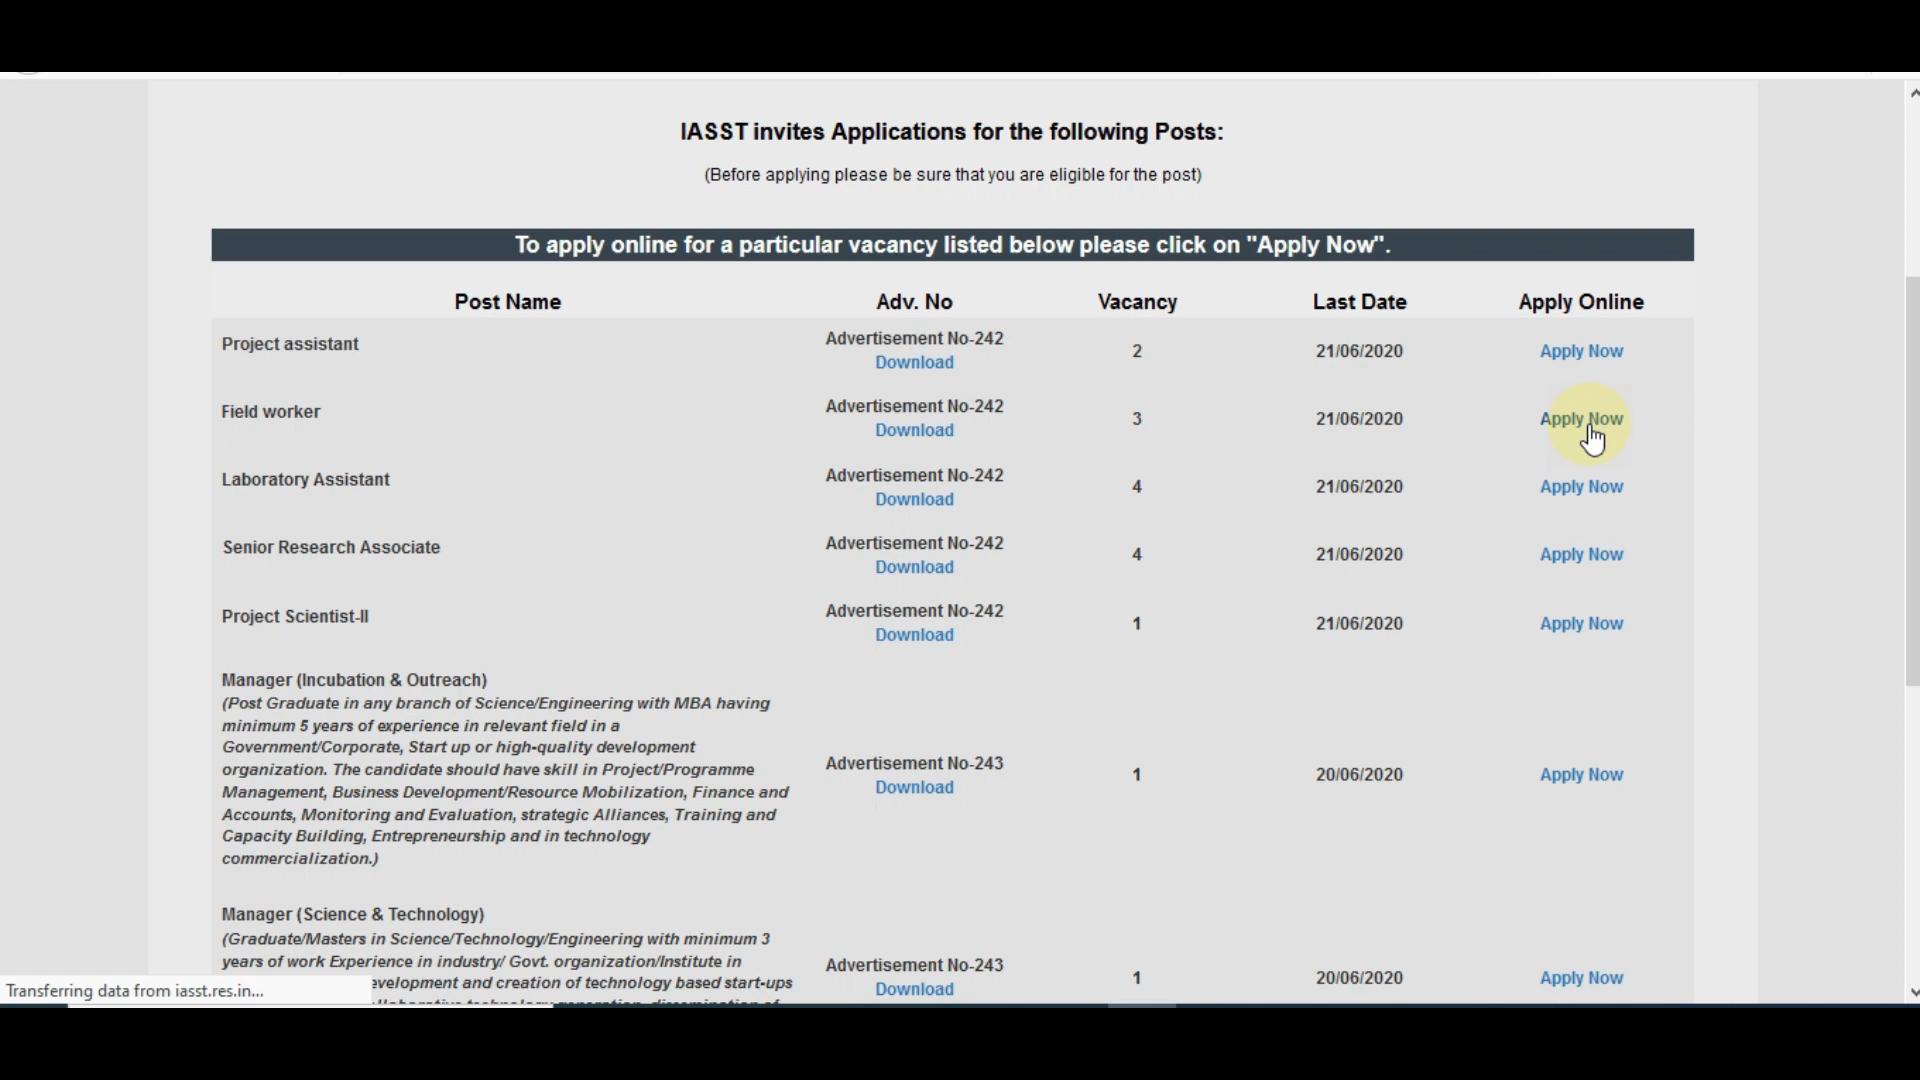 IASST invites Applications for the following Posts:
(Before applying please be sure that you are eligible for the post)
To apply online for a particular vacancy listed below please click on "Apply Now".
Post Name Adv. No Vacancy Last Date Apply Online
Project assistant Advertisement No-242 Download 2 21/06/2020 Apply Now
Field worker Advertisement No-242 Download 3 21/06/2020 Apply Now
Laboratory Assistant Advertisement No-242 Download 4 21/06/2020 Apply Now
Senior Research Associate Advertisement No-242 Download 4 21/06/2020 Apply Now
Project Scientist-II Advertisement No-242 Download 1 21/06/2020 Apply Now
Manager (Incubation & Outreach)
(Post Graduate in any branch of Science/Engineering with MBA having
minimum 5 years of experience in relevant field in a
Government/Corporate, Start up or high-quality development
organization. The candidate should have skill in Project/Programme
Management, Business Development/Resource Mobilization, Finance and
Accounts, Monitoring and Evaluation, strategic Alliances, Training and
Capacity Building, Entrepreneurship and in technology
commercialization.)
Advertisement No-243 Download 1 20/06/2020 Apply Now
Manager (Science & Technology)
(Graduate/Masters in Science/Technology/Engineering with minimum 3
years of work Experience in industry/ Govt. organization/Institute in
evelopment and creation of technology based start-ups
Advertisement No-243 Download 1 20/06/2020 Apply Now
Transferring data from iasst.res.in...